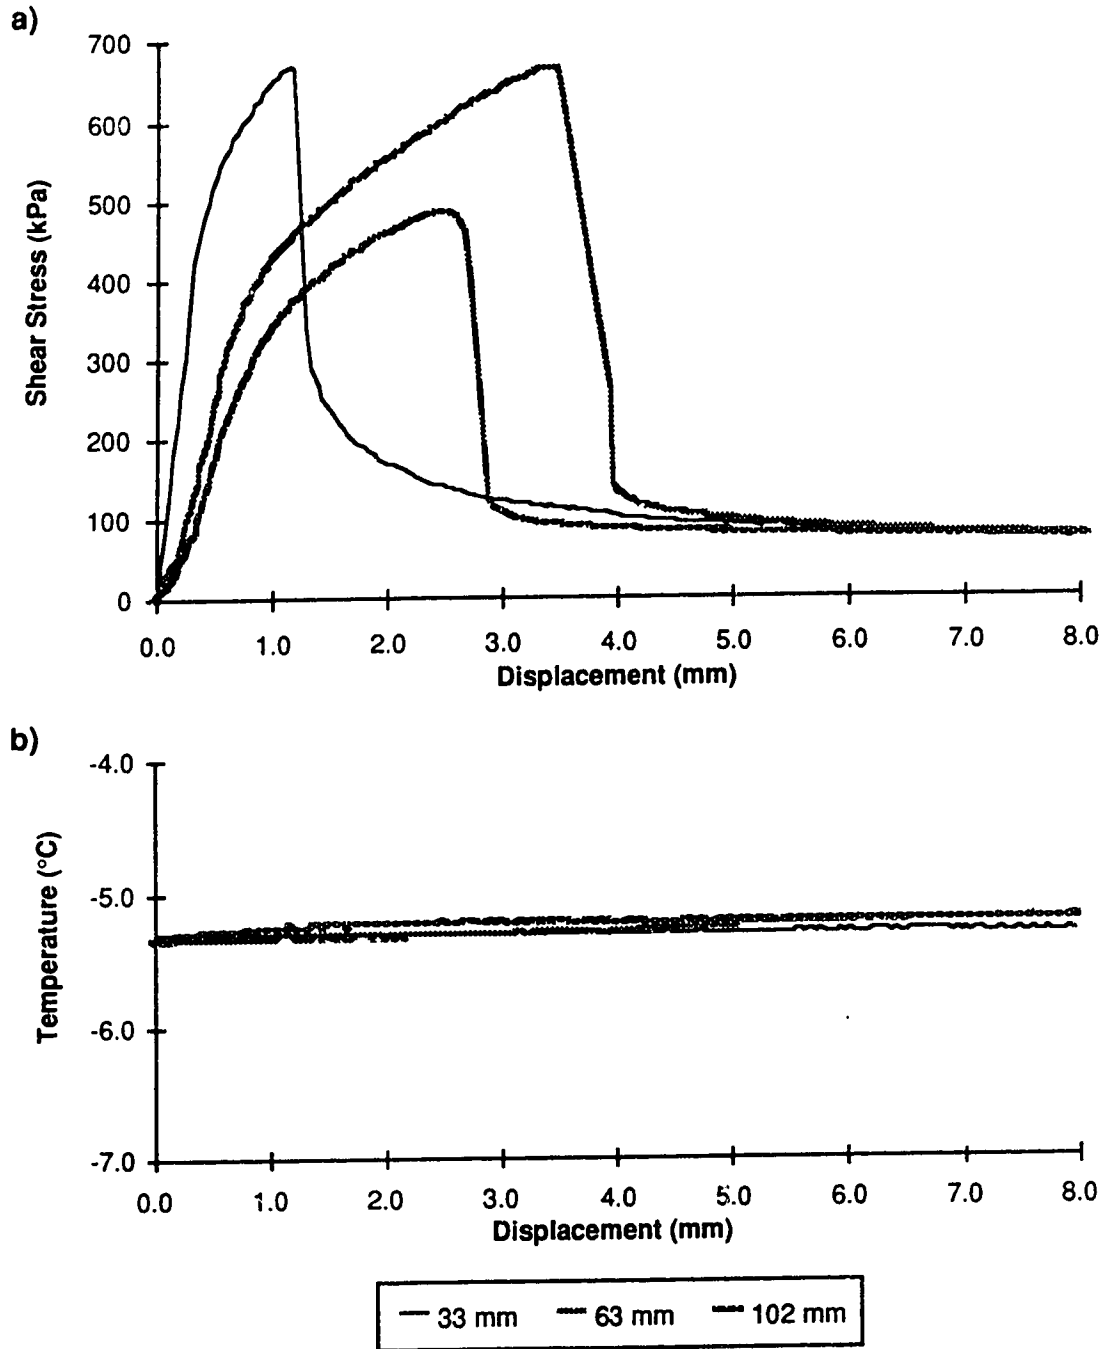 a)
700
600
500
400
300
200
100
0
Shear Stress (kPa)
0.0 1.0 2.0 3.0 4.0 5.0 6.0 7.0 8.0
Displacement (mm)
b)
-4.0
-5.0
-6.0
-7.0
Temperature (°C)
0.0 1.0 2.0 3.0 4.0 5.0 6.0 7.0 8.0
Displacement (mm)
33 mm 63 mm 102 mm